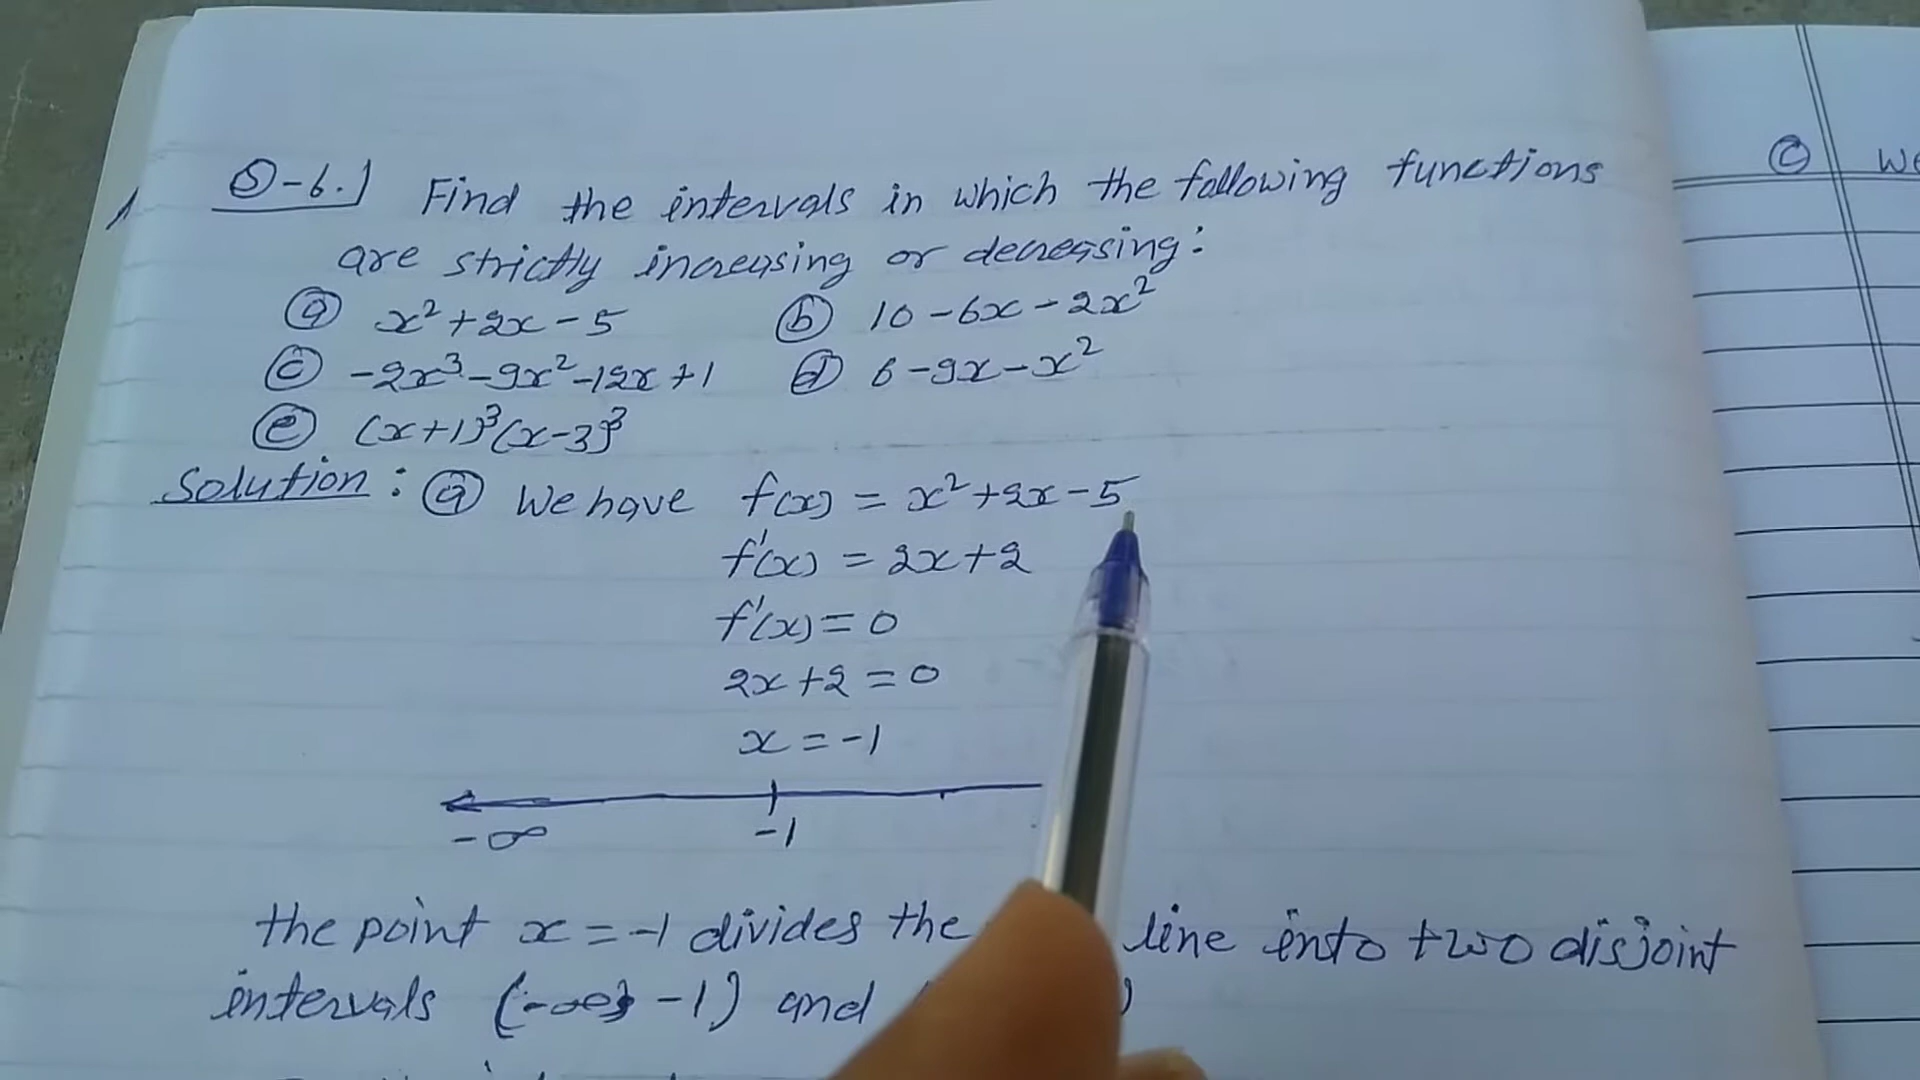 Q-6.) Find the intervals in which the following functions
are strictly increasing or decreasing:
(a) x² + 2x - 5 (b) 10 - 6x - 2x²
(c) -2x³ - 9x² - 12x + 1 (d) 6 - 9x - x²
(e) (x+1)³(x-3)³
Solution : (a) We have f(x) = x² + 2x - 5
f'(x) = 2x + 2
f'(x) = 0
2x + 2 = 0
x = -1
-∞ -1
the point x = -1 divides the line into two disjoint
intervals (-∞, -1) and
(c) We